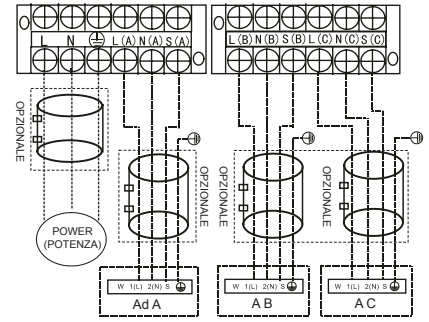 L N L(A) N(A) S(A)
L(B) N(B) S(B) L(C) N(C) S(C)
OPZIONALE
OPZIONALE
OPZIONALE
OPZIONALE
POWER
(POTENZA)
W 1(L) 2(N) S
Ad A
W 1(L) 2(N) S
A B
W 1(L) 2(N) S
A C